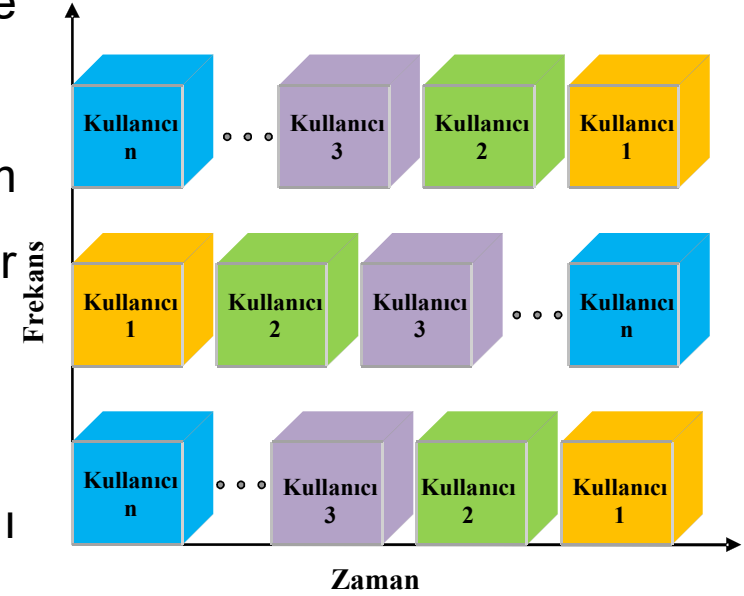 e
Kullanıcı n ... Kullanıcı 3 Kullanıcı 2 Kullanıcı 1
m
r
Frekans
Kullanıcı 1 Kullanıcı 2 Kullanıcı 3 ... Kullanıcı n
Kullanıcı n ... Kullanıcı 3 Kullanıcı 2 Kullanıcı 1
ı
Zaman